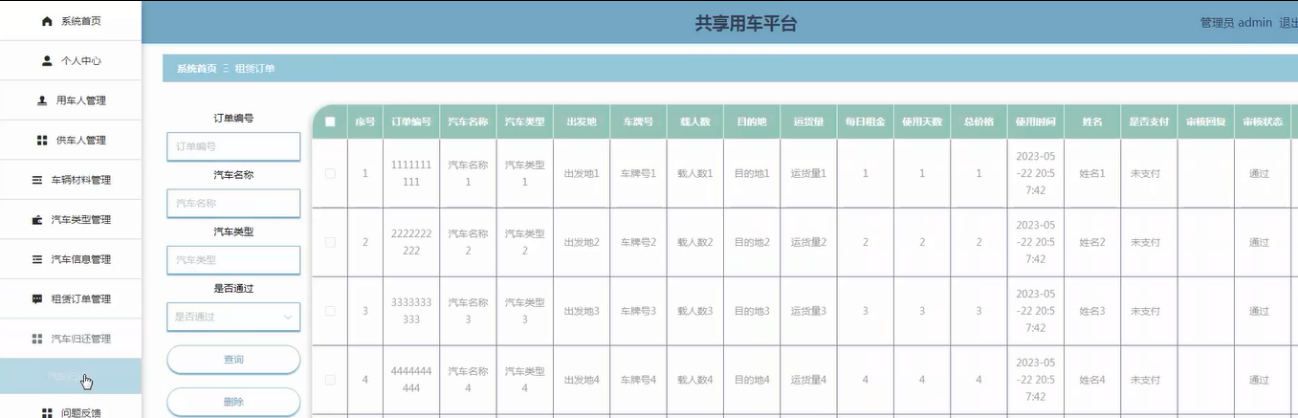 系统首页
个人中心
用车人管理
供车人管理
车辆材料管理
汽车类型管理
汽车信息管理
租赁订单管理
汽车归还管理
问题反馈
共享用车平台
管理员 admin 退出
系统首页 Ξ 租赁订单
订单编号
订单编号
汽车名称
汽车名称
汽车类型
汽车类型
是否通过
是否通过
查询
删除
序号 订单编号 汽车名称 汽车类型 出发地 车牌号 载人数 目的地 运货量 每日租金 使用天数 总价格 使用时间 姓名 是否支付 审核回复 审核状态
1 1111111111 汽车名称1 汽车类型1 出发地1 车牌号1 载人数1 目的地1 运货量1 1 1 1 2023-05-22 20:57:42 姓名1 未支付 通过
2 2222222222 汽车名称2 汽车类型2 出发地2 车牌号2 载人数2 目的地2 运货量2 2 2 2 2023-05-22 20:57:42 姓名2 未支付 通过
3 3333333333 汽车名称3 汽车类型3 出发地3 车牌号3 载人数3 目的地3 运货量3 3 3 3 2023-05-22 20:57:42 姓名3 未支付 通过
4 4444444444 汽车名称4 汽车类型4 出发地4 车牌号4 载人数4 目的地4 运货量4 4 4 4 2023-05-22 20:57:42 姓名4 未支付 通过